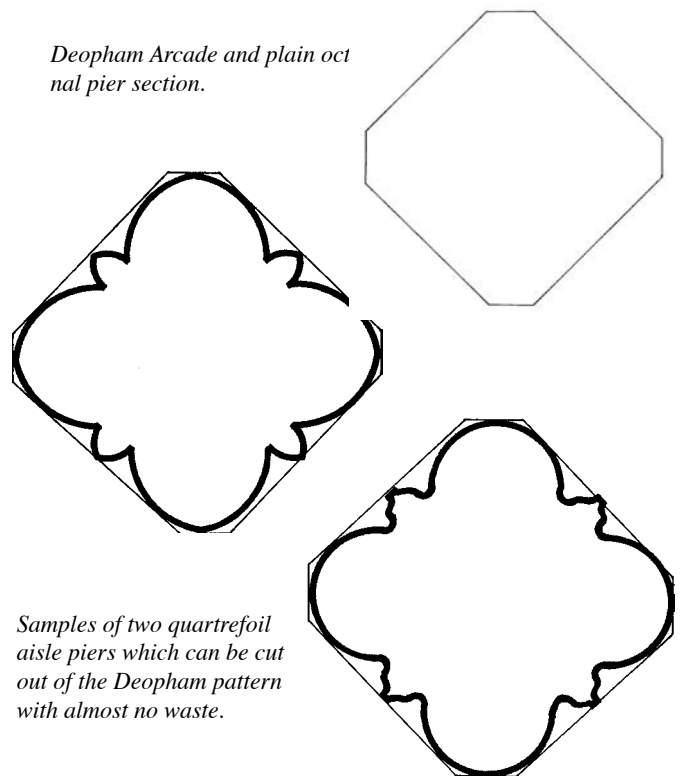 Deopham Arcade and plain oct
nal pier section.
Samples of two quartrefoil
aisle piers which can be cut
out of the Deopham pattern
with almost no waste.